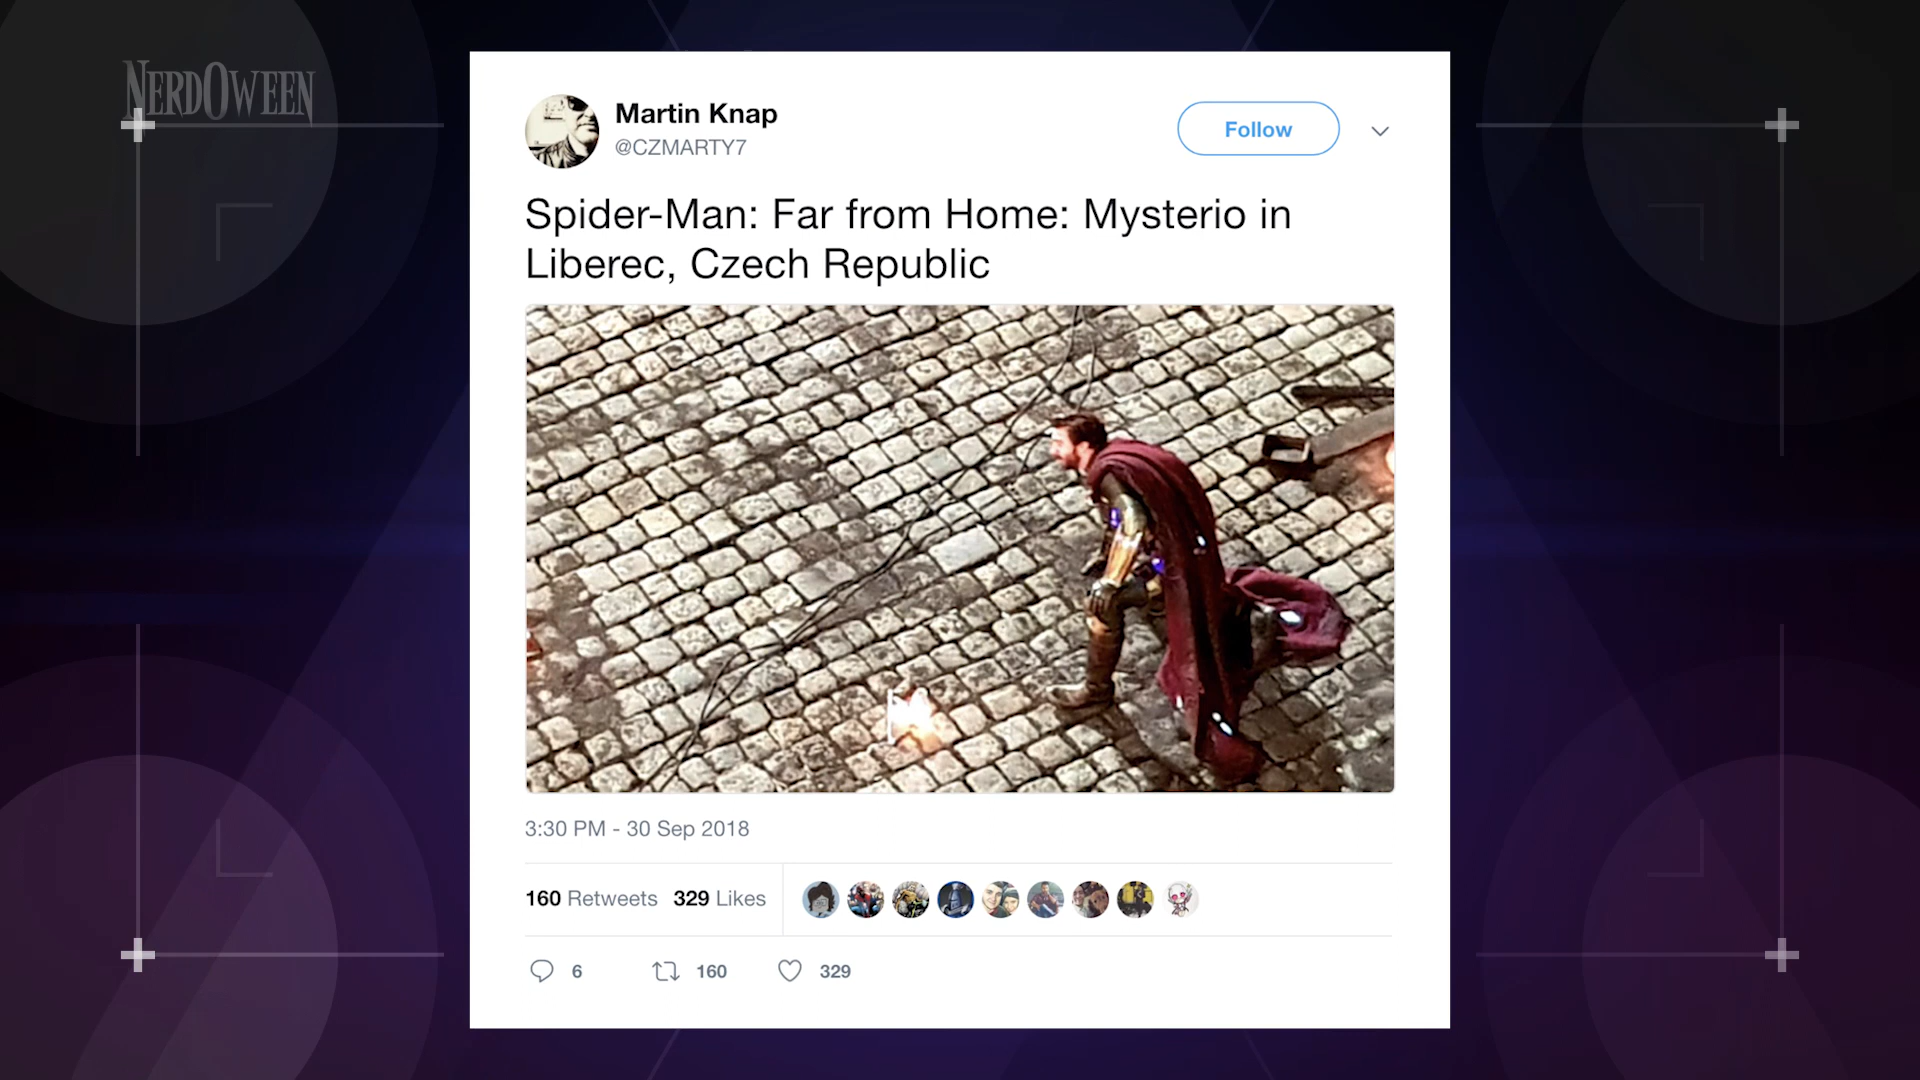 NERDOWEEN
Martin Knap
@CZMARTY7
Follow
Spider-Man: Far from Home: Mysterio in
Liberec, Czech Republic
3:30 PM - 30 Sep 2018
160 Retweets 329 Likes
6 160 329